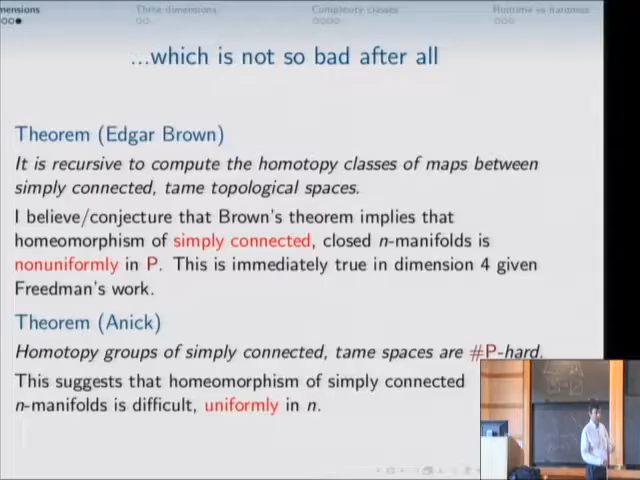 mensions Three dimensions Complexity classes Runtime vs hardness
...which is not so bad after all
Theorem (Edgar Brown)
It is recursive to compute the homotopy classes of maps between
simply connected, tame topological spaces.
I believe/conjecture that Brown's theorem implies that
homeomorphism of simply connected, closed n-manifolds is
nonuniformly in P. This is immediately true in dimension 4 given
Freedman's work.
Theorem (Anick)
Homotopy groups of simply connected, tame spaces are #P-hard.
This suggests that homeomorphism of simply connected
n-manifolds is difficult, uniformly in n.